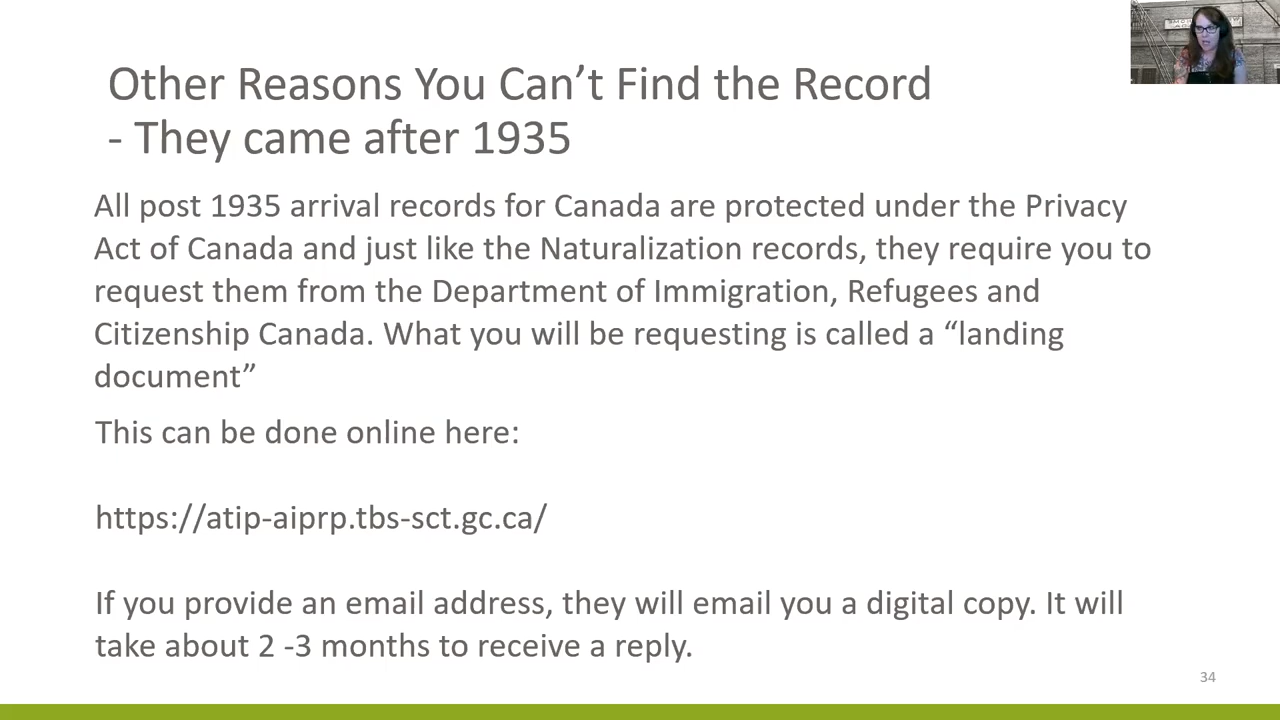 Other Reasons You Can’t Find the Record
- They came after 1935
All post 1935 arrival records for Canada are protected under the Privacy
Act of Canada and just like the Naturalization records, they require you to
request them from the Department of Immigration, Refugees and
Citizenship Canada. What you will be requesting is called a “landing
document”
This can be done online here:
https://atip-aiprp.tbs-sct.gc.ca/
If you provide an email address, they will email you a digital copy. It will
take about 2 -3 months to receive a reply.
34